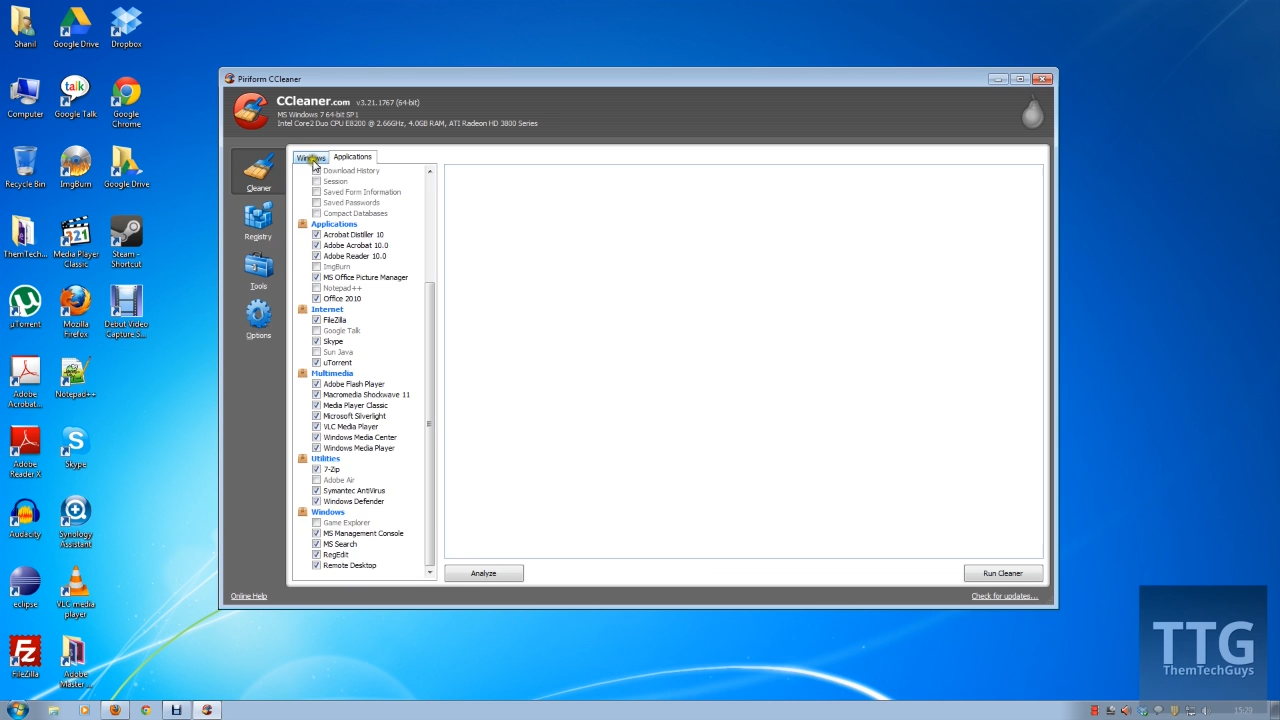 Shanil
Google Drive
Dropbox
Computer
talk
Google Talk
Google
Chrome
Recycle Bin
ImgBurn
Google Drive
ThemTech...
321
Media Player
Classic
Steam -
Shortcut
µTorrent
Mozilla
Firefox
Debut Video
Capture S...
Adobe
Acrobat...
Notepad++
Adobe
Reader X
Skype
Audacity
Synology
Assistant
eclipse
VLC media
player
Fz
FileZilla
Adobe
Master ...
Piriform CCleaner
CCleaner.com v3.21.1767 (64-bit)
MS Windows 7 64-bit SP1
Intel Core2 Duo CPU E8200 @ 2.66GHz, 4.0GB RAM, ATI Radeon HD 3800 Series
Cleaner
Registry
Tools
Options
Windows
Applications
Download History
Session
Saved Form Information
Saved Passwords
Compact Databases
Applications
Acrobat Distiller 10
Adobe Acrobat 10.0
Adobe Reader 10.0
ImgBurn
MS Office Picture Manager
Notepad++
Office 2010
Internet
FileZilla
Google Talk
Skype
Sun Java
uTorrent
Multimedia
Adobe Flash Player
Macromedia Shockwave 11
Media Player Classic
Microsoft Silverlight
VLC Media Player
Windows Media Center
Windows Media Player
Utilities
7-Zip
Adobe Air
Symantec AntiVirus
Windows Defender
Windows
Game Explorer
MS Management Console
MS Search
RegEdit
Remote Desktop
Analyze
Run Cleaner
Online Help
Check for updates...
TTG
ThemTechGuys
15:29